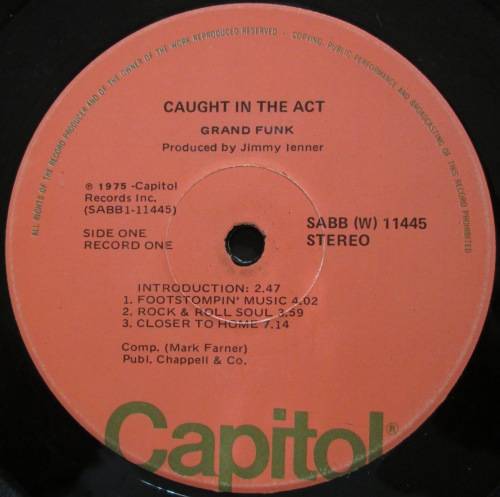 ALL RIGHTS OF THE RECORD PRODUCER AND OF THE OWNER OF THE WORK REPRODUCED RESERVED - COPYING, PUBLIC PERFORMANCE AND BROADCASTING OF THIS RECORD PROHIBITED
CAUGHT IN THE ACT
GRAND FUNK
Produced by Jimmy Ienner
℗ 1975 -Capitol
Records Inc.
(SABB1-11445)
SABB (W) 11445
STEREO
SIDE ONE
RECORD ONE
INTRODUCTION: 2.47
1. FOOTSTOMPIN' MUSIC 4.02
2. ROCK & ROLL SOUL 3.59
3. CLOSER TO HOME 7.14
Comp. (Mark Farner)
Publ. Chappell & Co.
Capitol®